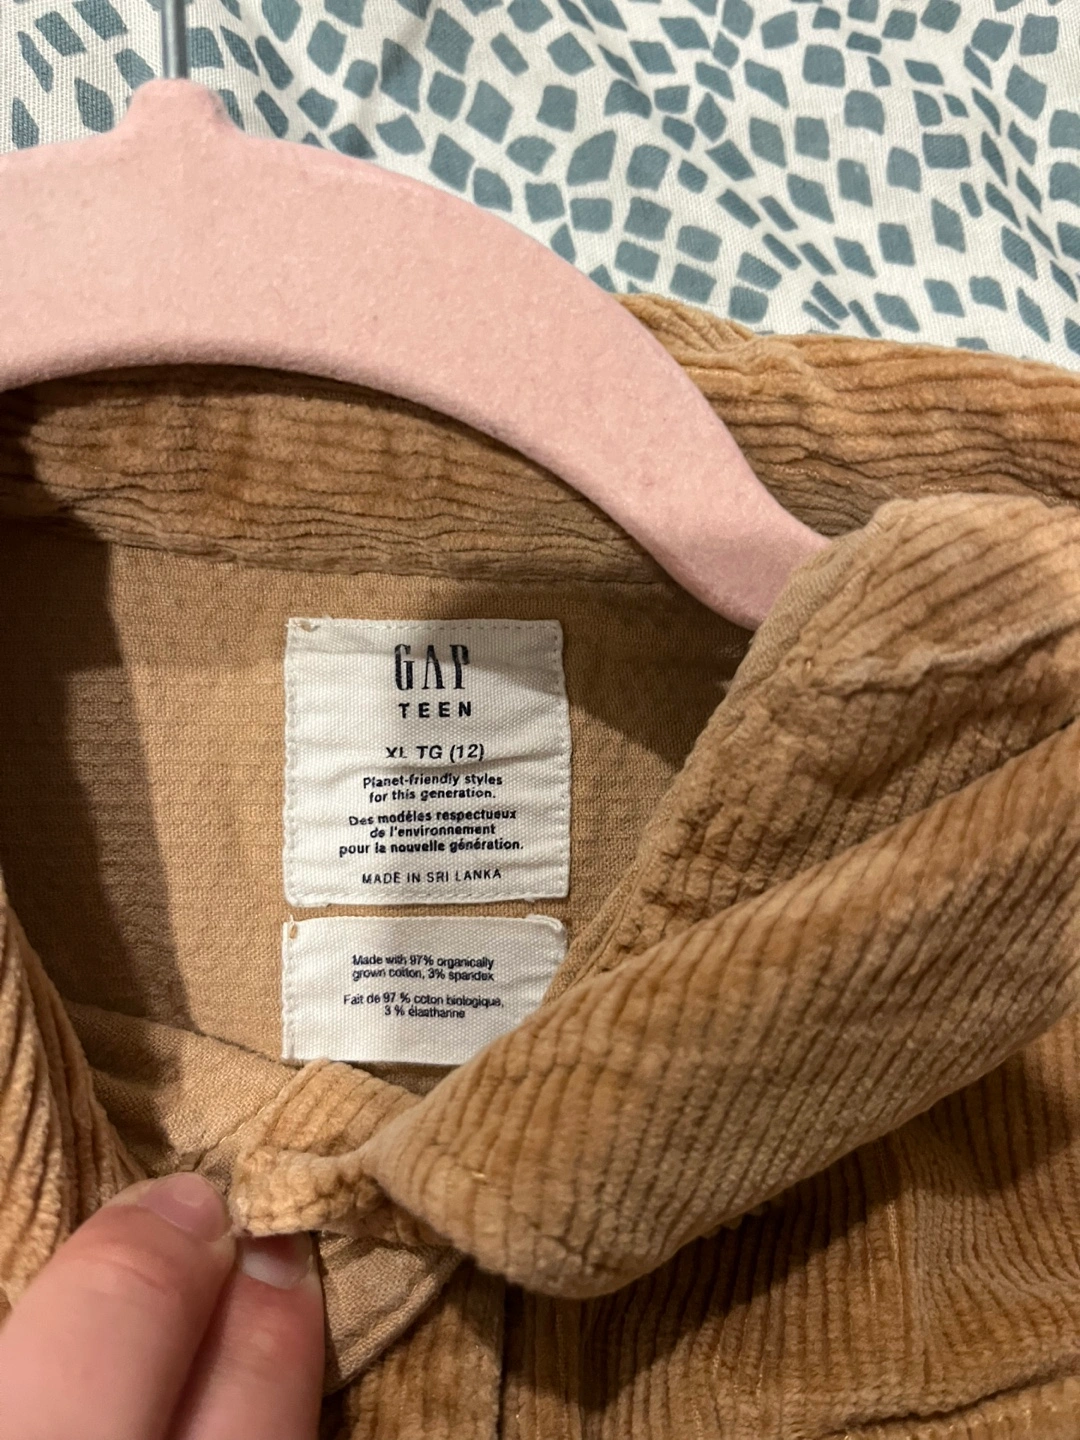 GAP
TEEN
XL TG (12)
Planet-friendly styles
for this generation.
Des modèles respectueux
de l'environnement
pour la nouvelle génération.
MADE IN SRI LANKA
Made with 97% organically
grown cotton, 3% spandex
Fait de 97 % coton biologique,
3 % élasthanne